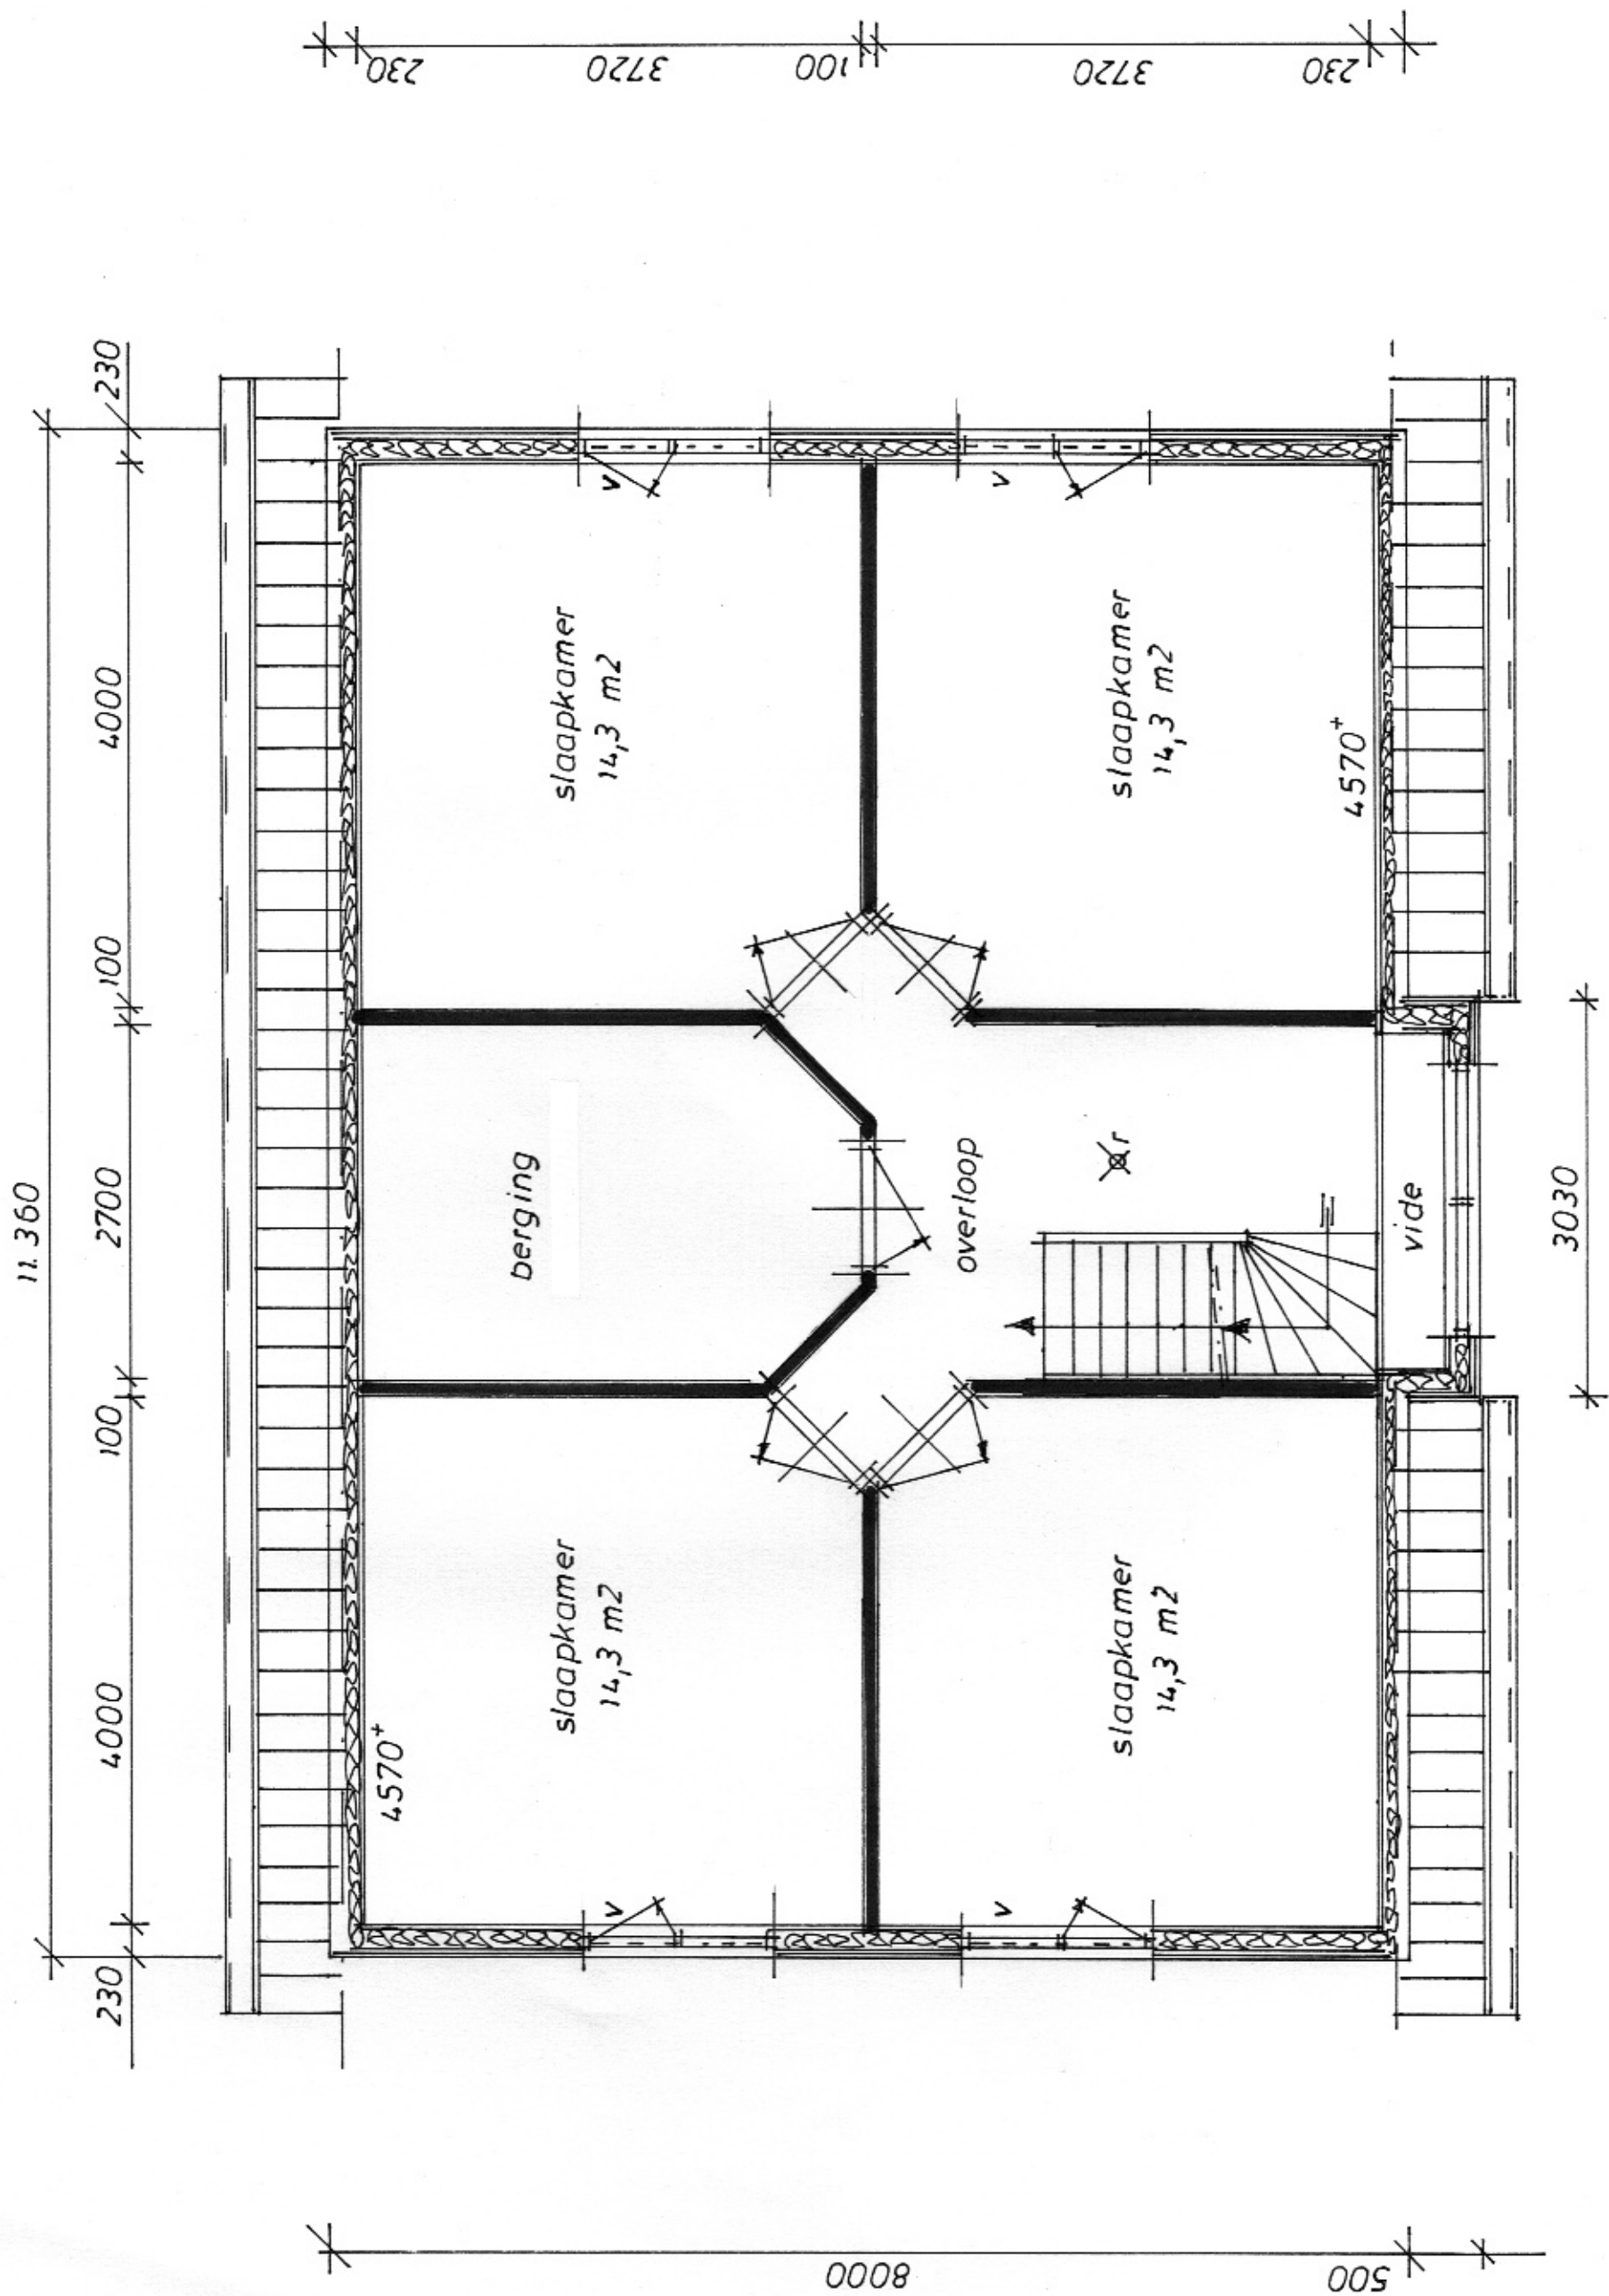 11.360
230 4000 100 2700 100 4000 230
4570+
slaapkamer
14,3 m2
berging
slaapkamer
14,3 m2
v
v
overloop
r
v
v
slaapkamer
14,3 m2
slaapkamer
14,3 m2
4570+
vide
3030
8000
500
230
3720
100
3720
230